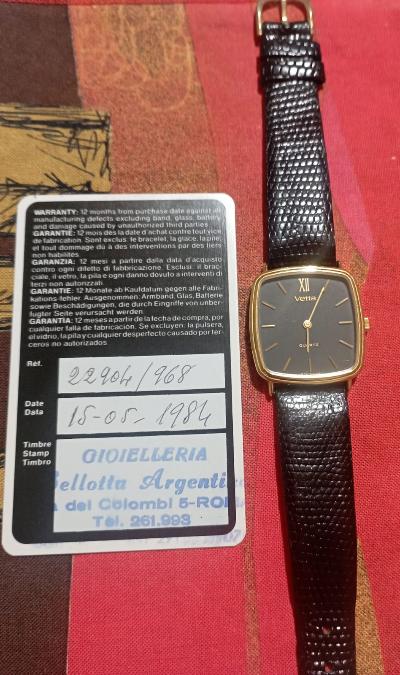 WARRANTY: 12 months from purchase date against all
manufacturing defects excluding band, glass, battery
and damage caused by unauthorized third parties.
GARANTIE: 12 mois dès la date d'achat contre tout vice
de fabrication. Sont exclus: le bracelet, la glace, la pile,
et tout dommage dû à des interventions par des tiers
non habilités.
GARANZIA: 12 mesi a partire dalla data d'acquisto
contro ogni difetto di fabbricazione. Esclusi: il brac-
ciale, il vetro, la pila e ogni danno dovuto a interventi di
terzi non autorizzati.
GARANTIE: 12 Monate ab Kaufdatum gegen alle Fabri-
kations-fehler. Ausgenommen: Armband, Glas, Batterie
sowie Beschädigungen, die durch Eingriffe von unber-
fugter Seite verursacht werden.
GARANTIA: 12 meses a partir de la fecha de compra, por
cualquier falla de fabricación. Se excluyen: la pulsera,
el vidrio, la pila y cualquier desperfecto causado por ter-
ceros no autorizados.
Réf. 22904/968
Date
Data 15-05-1984
Timbre
Stamp
Timbro
GIOIELLERIA
Bellotta Argenti
dei Colombi 5-ROM
Tel. 261.993
XII
Vetta
QUARTZ